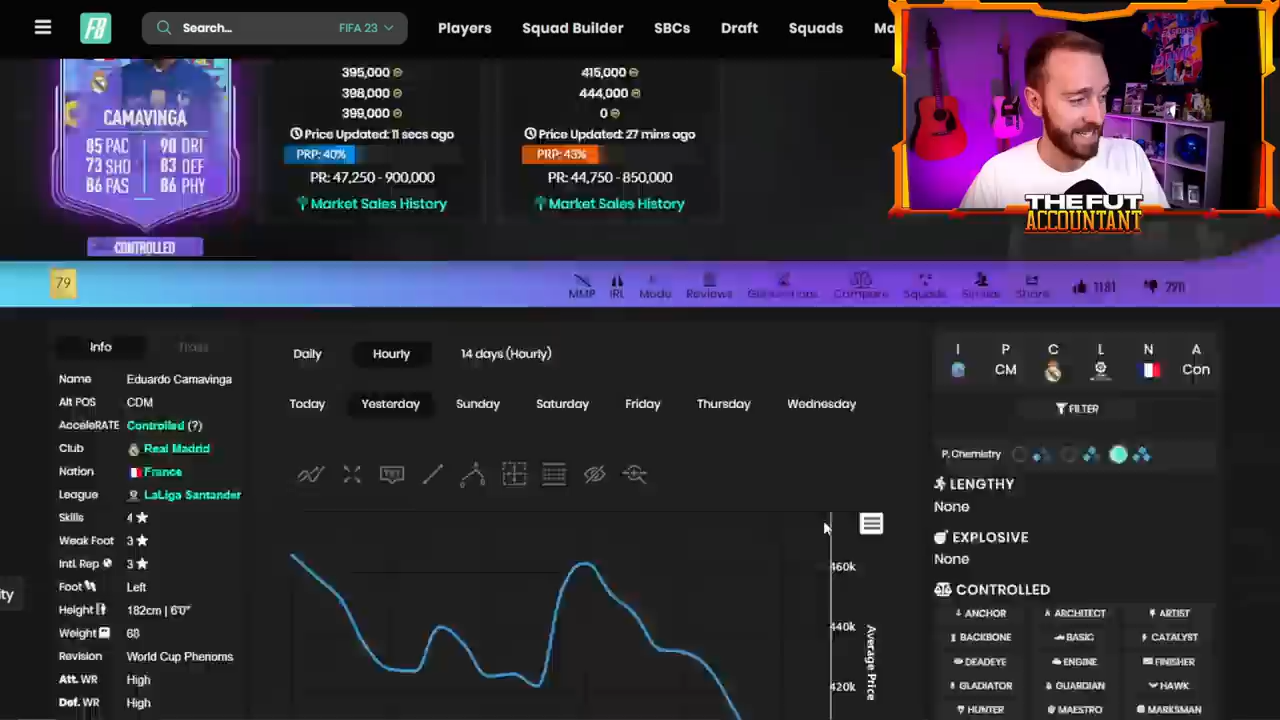 FB
Search...
FIFA 23
Players
Squad Builder
SBCs
Draft
Squads
Ma
395,000
398,000
399,000
Price Updated: 11 secs ago
PRP: 40%
PR: 47,250 - 900,000
Market Sales History
415,000
444,000
0
Price Updated: 27 mins ago
PRP: 43%
PR: 44,750 - 850,000
Market Sales History
CAMAVINGA
85 PAC
90 DRI
73 SHO
83 DEF
86 PAS
86 PHY
CONTROLLED
THE FUT
ACCOUNTANT
79
MMP
IRL
Reviews
Compare
Squads
Similar
Share
1181
Info
Name
Eduardo Camavinga
Alt POS
CDM
AcceleRATE
Controlled (?)
Club
Real Madrid
Nation
France
League
LaLiga Santander
Skills
4
Weak Foot
3
Intl. Rep
3
Foot
Left
Height
182cm | 6'0"
Weight
68
Revision
World Cup Phenoms
Att. WR
High
Def. WR
High
ty
Daily
Hourly
14 days (Hourly)
Today
Yesterday
Sunday
Saturday
Friday
Thursday
Wednesday
TXT
460k
440k
420k
Average Price
I
P
C
L
N
A
CM
Con
FILTER
P. Chemistry
LENGTHY
None
EXPLOSIVE
None
CONTROLLED
ANCHOR
ARCHITECT
ARTIST
BACKBONE
BASIC
CATALYST
DEADEYE
ENGINE
FINISHER
GLADIATOR
GUARDIAN
HAWK
HUNTER
MAESTRO
MARKSMAN